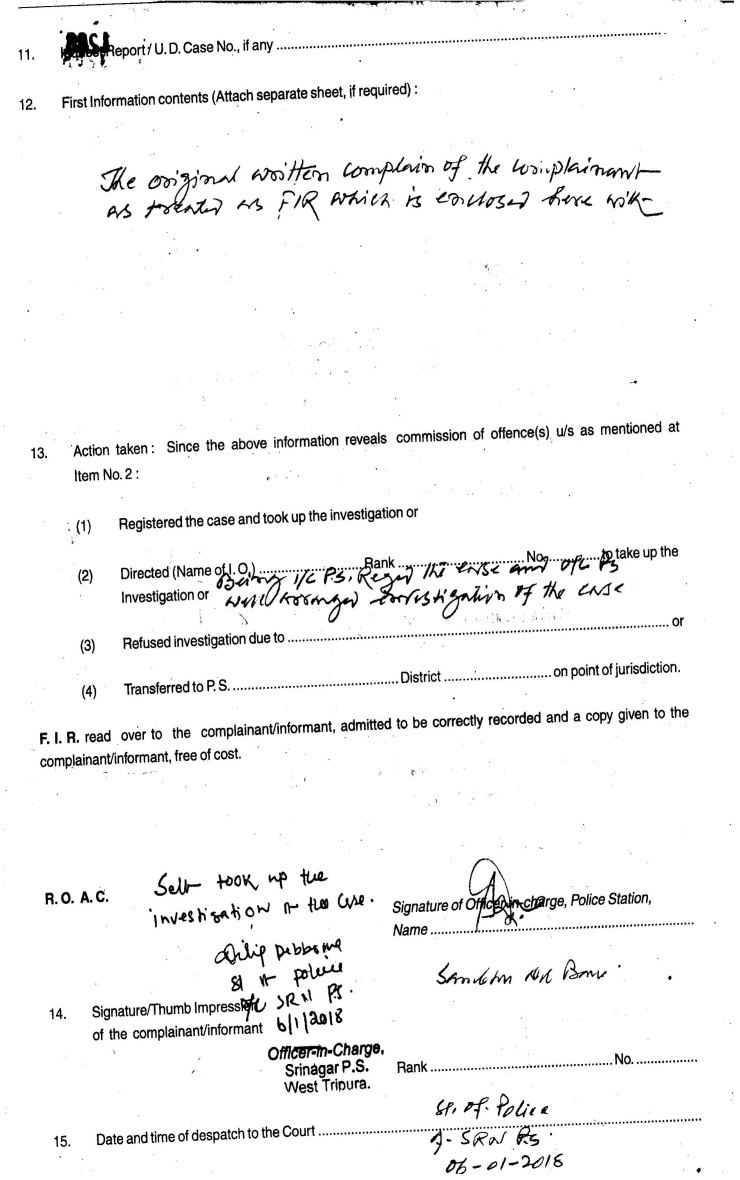 11. Report / U. D. Case No., if any
12. First Information contents (Attach separate sheet, if required) :
The original written complain of the complainant
as treated as FIR which is enclosed here with
13. Action taken : Since the above information reveals commission of offence(s) u/s as mentioned at
Item No. 2 :
(1) Registered the case and took up the investigation or
(2) Directed (Name of I. O.) Rank No. to take up the
Being I/C PS. Reged the case and O/C PS
Investigation or
will arranged investigation of the case
(3) Refused investigation due to or
(4) Transferred to P. S. District on point of jurisdiction.
F. I. R. read over to the complainant/informant, admitted to be correctly recorded and a copy given to the
complainant/informant, free of cost.
R. O. A. C.
Self took up the
investigation of the case.
Dilip Debbarma
SI of police
O/C SRN PS.
6/1/2018
Signature of Officer-in-charge, Police Station,
Name
14. Signature/Thumb Impression
of the complainant/informant
Officer-in-Charge,
Srinagar P.S.
West Tripura.
Rank No.
SI. of. Police
SRN PS.
06-01-2018
15. Date and time of despatch to the Court